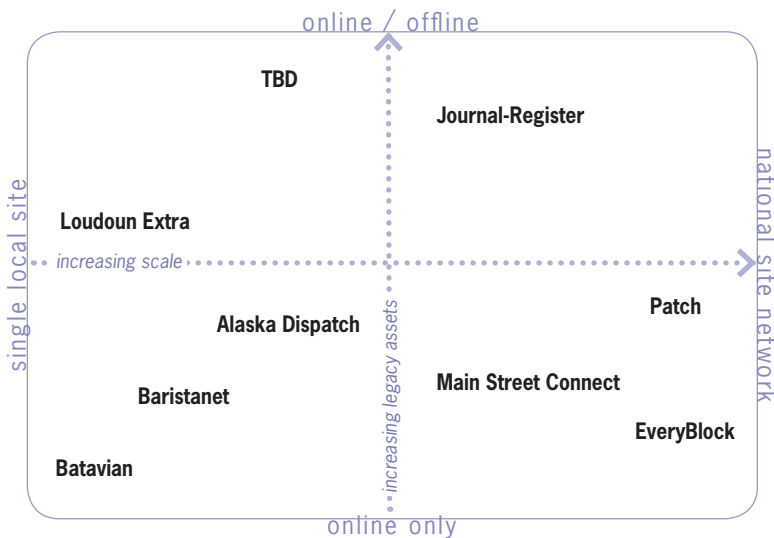 online / offline
TBD
Journal-Register
single local site
national site network
Loudoun Extra
increasing scale
Patch
Alaska Dispatch
increasing legacy assets
Main Street Connect
Baristanet
EveryBlock
Batavian
online only